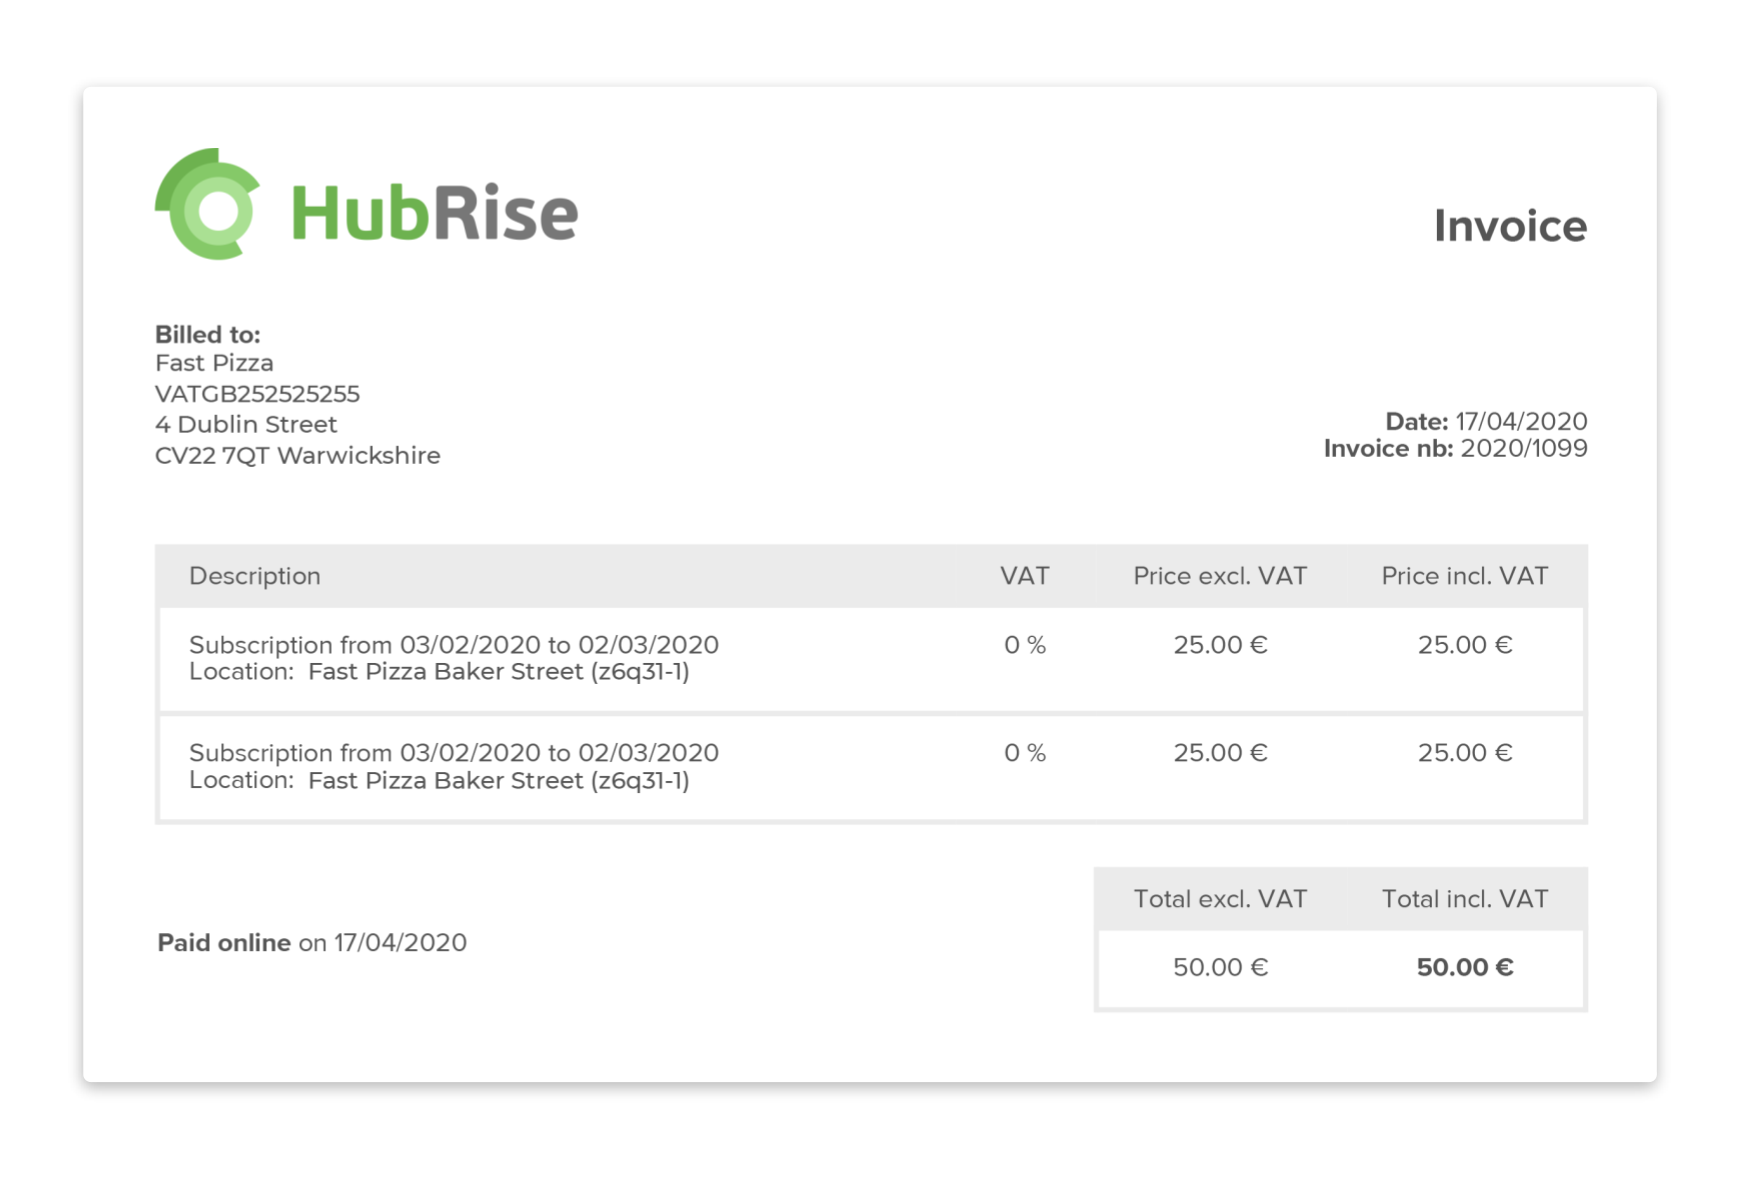 HubRise
Invoice
Billed to:
Fast Pizza
VATGB252525255
4 Dublin Street
CV22 7QT Warwickshire
Date: 17/04/2020
Invoice nb: 2020/1099
Description VAT Price excl. VAT Price incl. VAT
Subscription from 03/02/2020 to 02/03/2020 0 % 25.00 € 25.00 €
Location: Fast Pizza Baker Street (z6q31-1)
Subscription from 03/02/2020 to 02/03/2020 0 % 25.00 € 25.00 €
Location: Fast Pizza Baker Street (z6q31-1)
Total excl. VAT Total incl. VAT
Paid online on 17/04/2020
50.00 € 50.00 €